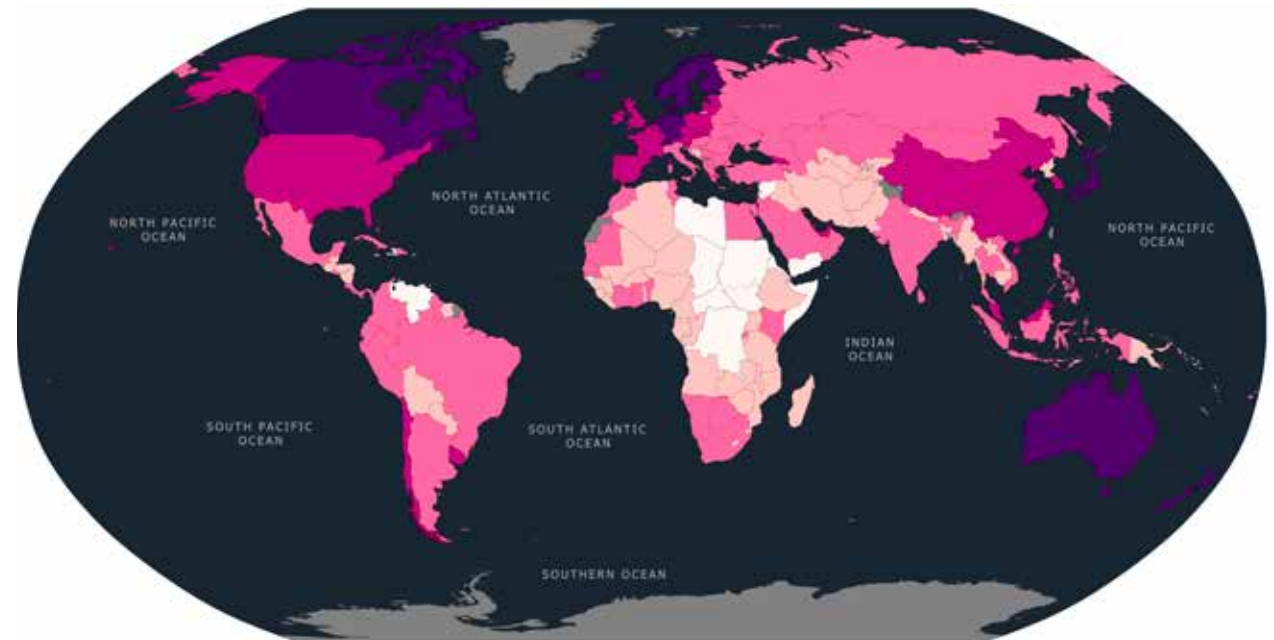 NORTH ATLANTIC
OCEAN
NORTH PACIFIC
OCEAN
NORTH PACIFIC
OCEAN
INDIAN
OCEAN
SOUTH PACIFIC
OCEAN
SOUTH ATLANTIC
OCEAN
SOUTHERN OCEAN